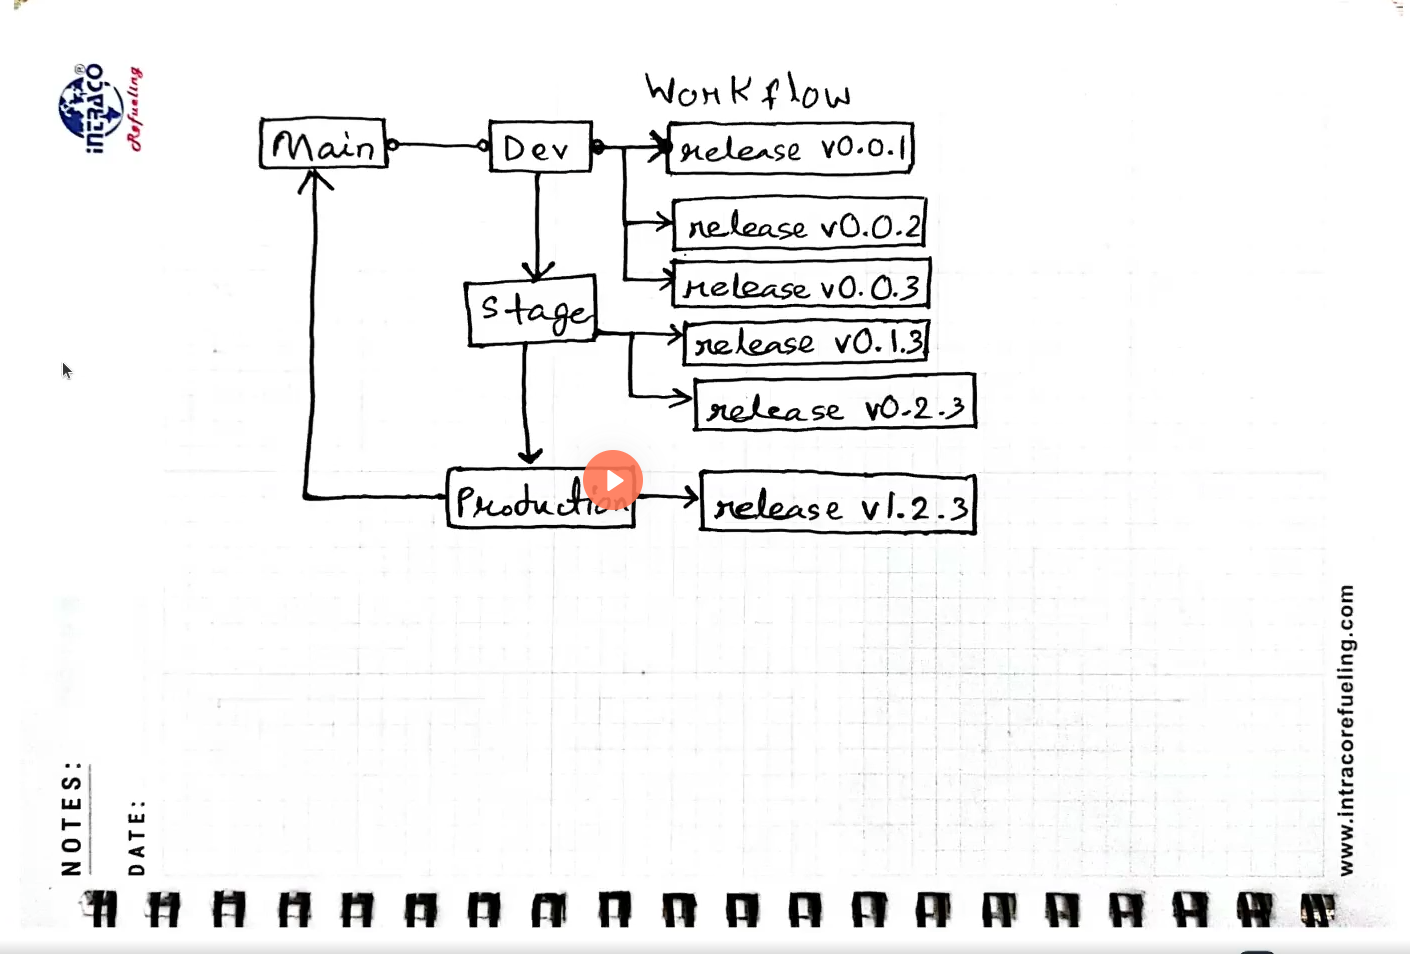 Workflow
Main
Dev
release v0.0.1
release v0.0.2
release v0.0.3
Stage
release v0.1.3
release v0.2.3
Production
release v1.2.3
INTRACO®
Refueling
NOTES:
DATE:
www.intracorefueling.com